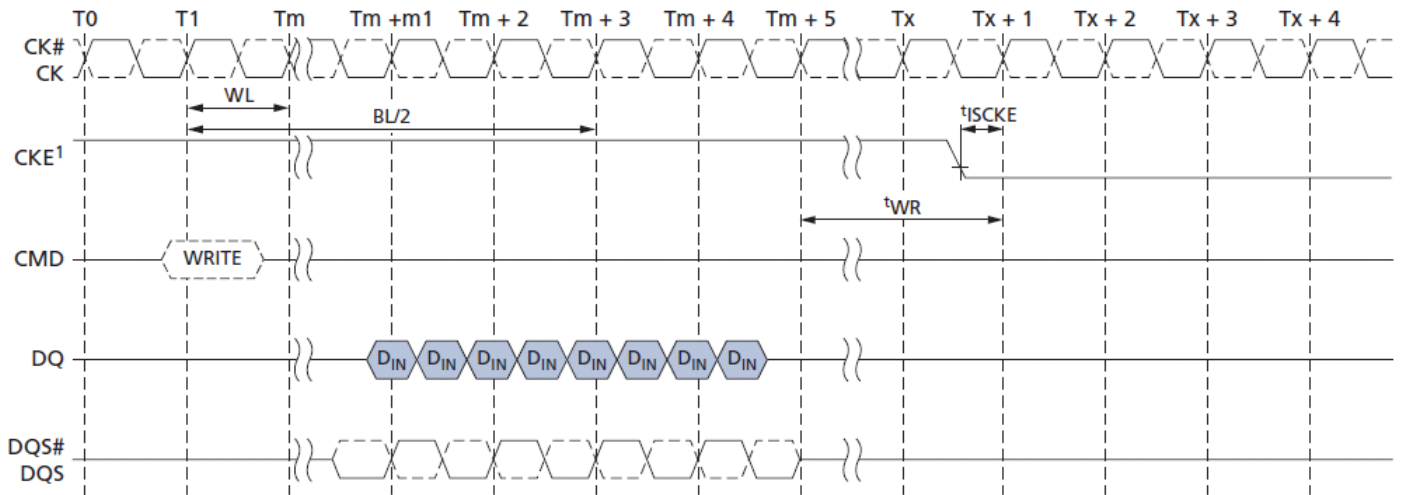 T0 T1 Tm Tm +m1 Tm + 2 Tm + 3 Tm + 4 Tm + 5 Tx Tx + 1 Tx + 2 Tx + 3 Tx + 4
CK#
CK
WL
BL/2
tISCKE
CKE1
tWR
CMD WRITE
DQ DIN DIN DIN DIN DIN DIN DIN DIN
DQS#
DQS